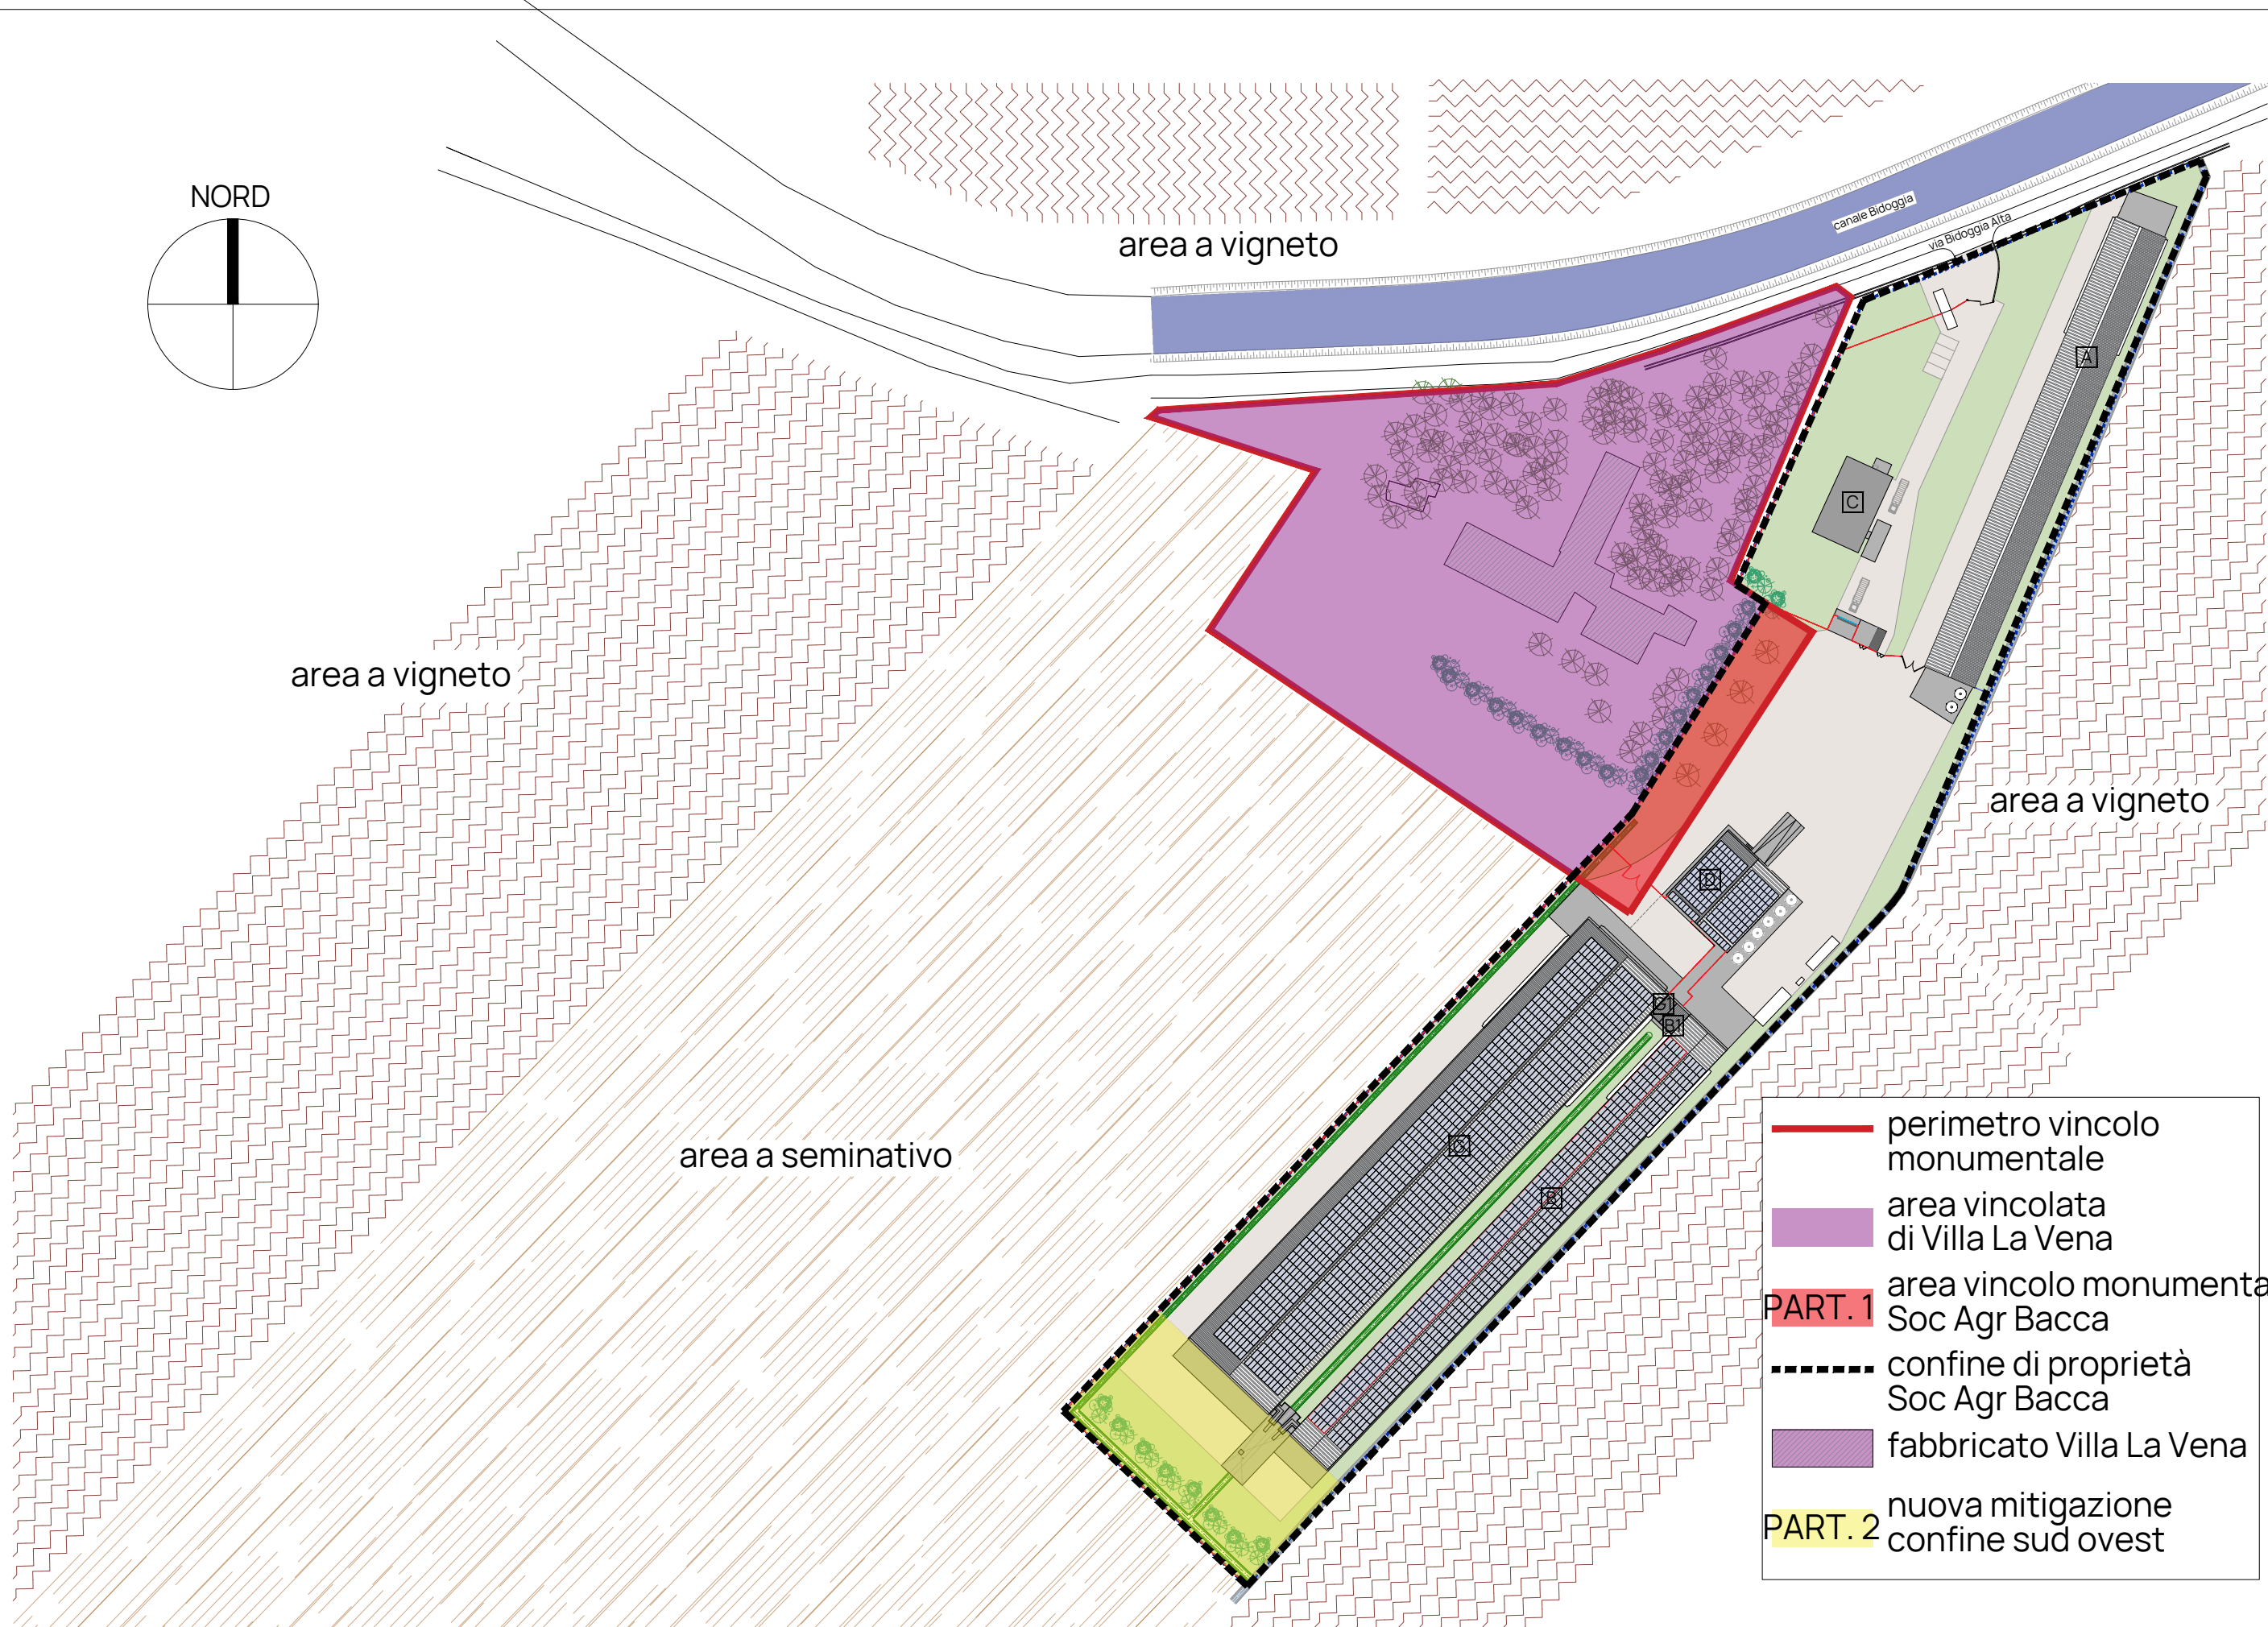 NORD
area a vigneto
canale Bidoggia
via Bidoggia Alta
A
C
area a vigneto
area a vigneto
D
G1
B1
area a seminativo
G
B
perimetro vincolo
monumentale
area vincolata
di Villa La Vena
PART. 1
area vincolo monumenta
Soc Agr Bacca
confine di proprietà
Soc Agr Bacca
fabbricato Villa La Vena
PART. 2
nuova mitigazione
confine sud ovest